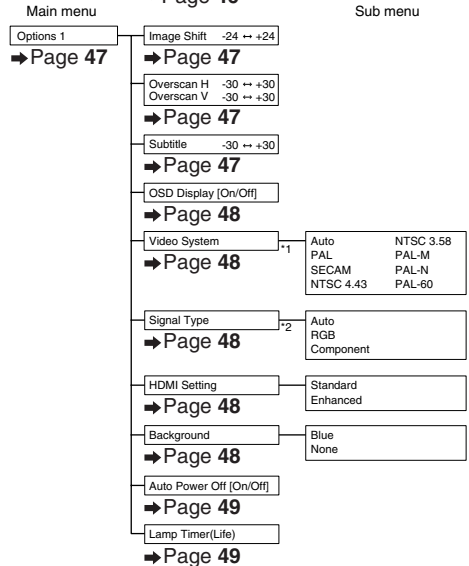 Page 46
Main menu
Sub menu
Options 1
➡Page 47
Image Shift -24 ↔ +24
➡Page 47
Overscan H -30 ↔ +30
Overscan V -30 ↔ +30
➡Page 47
Subtitle -30 ↔ +30
➡Page 47
OSD Display [On/Off]
➡Page 48
Video System
*1
➡Page 48
Auto NTSC 3.58
PAL PAL-M
SECAM PAL-N
NTSC 4.43 PAL-60
Signal Type
*2
➡Page 48
Auto
RGB
Component
HDMI Setting
➡Page 48
Standard
Enhanced
Background
➡Page 48
Blue
None
Auto Power Off [On/Off]
➡Page 49
Lamp Timer(Life)
➡Page 49